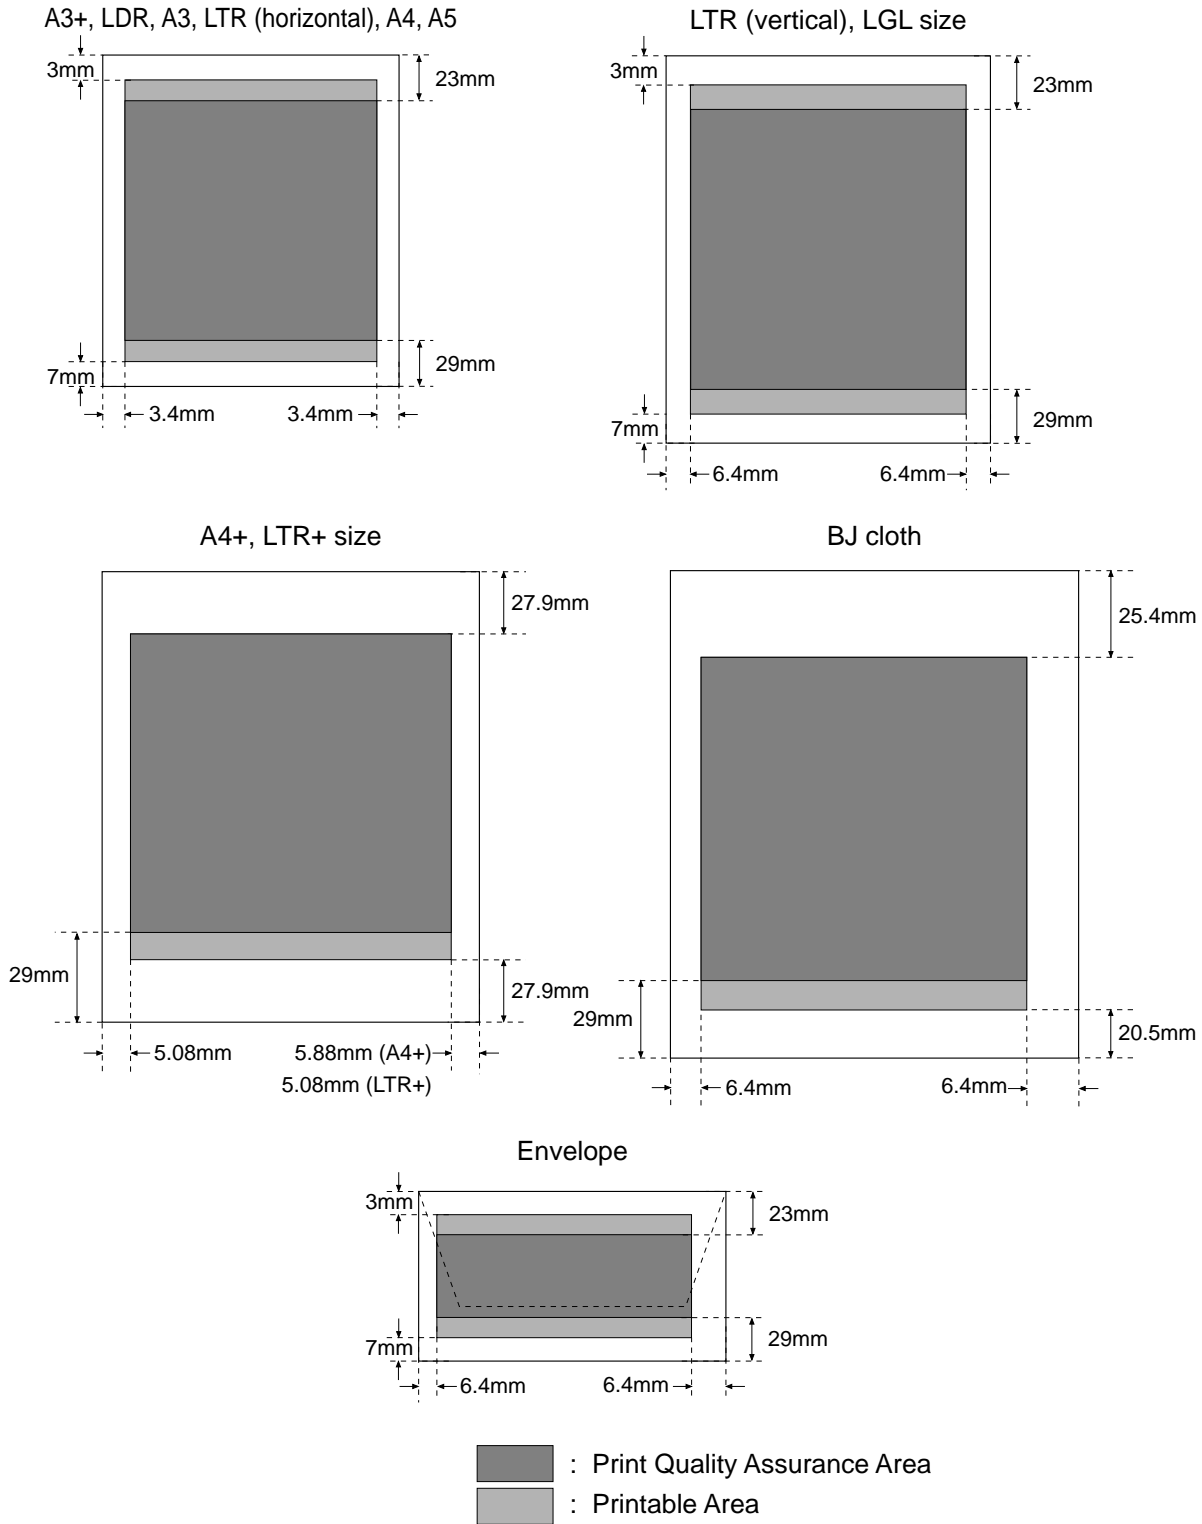 A3+, LDR, A3, LTR (horizontal), A4, A5
3mm
23mm
29mm
7mm
3.4mm
3.4mm
LTR (vertical), LGL size
3mm
23mm
29mm
7mm
6.4mm
6.4mm
A4+, LTR+ size
27.9mm
29mm
27.9mm
5.08mm
5.88mm (A4+)
5.08mm (LTR+)
BJ cloth
25.4mm
29mm
20.5mm
6.4mm
6.4mm
Envelope
3mm
23mm
29mm
7mm
6.4mm
6.4mm
: Print Quality Assurance Area
: Printable Area